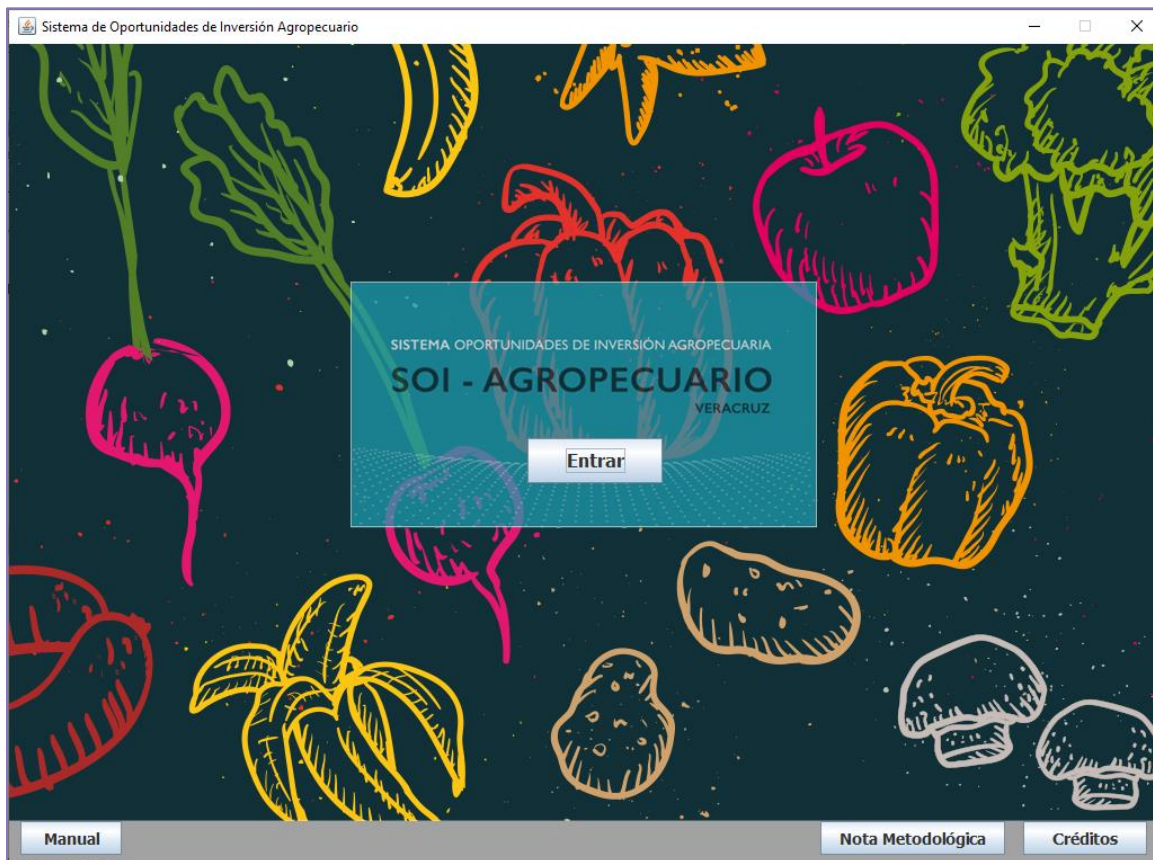 Sistema de Oportunidades de Inversión Agropecuario
SISTEMA OPORTUNIDADES DE INVERSIÓN AGROPECUARIA
SOI - AGROPECUARIO
VERACRUZ
Entrar
Manual
Nota Metodológica
Créditos